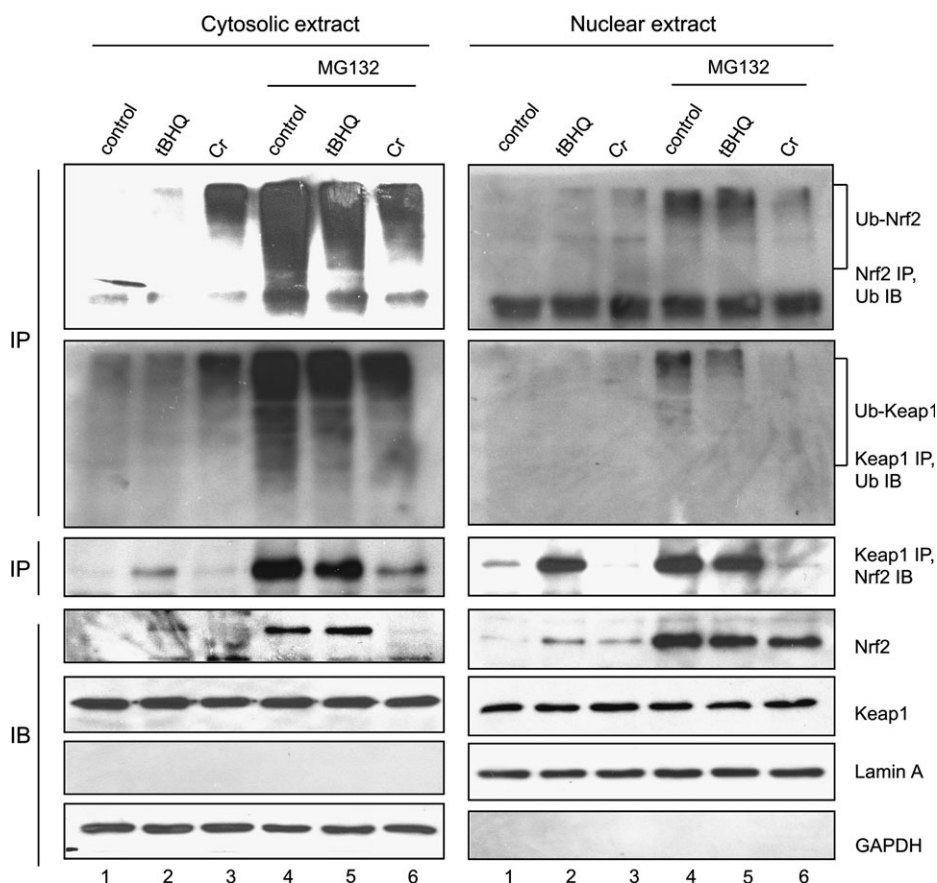 Cytosolic extract
Nuclear extract
MG132
MG132
control
tBHQ
Cr
control
tBHQ
Cr
control
tBHQ
Cr
control
tBHQ
Cr
IP
Ub-Nrf2
Nrf2 IP,
Ub IB
Ub-Keap1
Keap1 IP,
Ub IB
IP
Keap1 IP,
Nrf2 IB
IB
Nrf2
Keap1
Lamin A
GAPDH
1 2 3 4 5 6
1 2 3 4 5 6